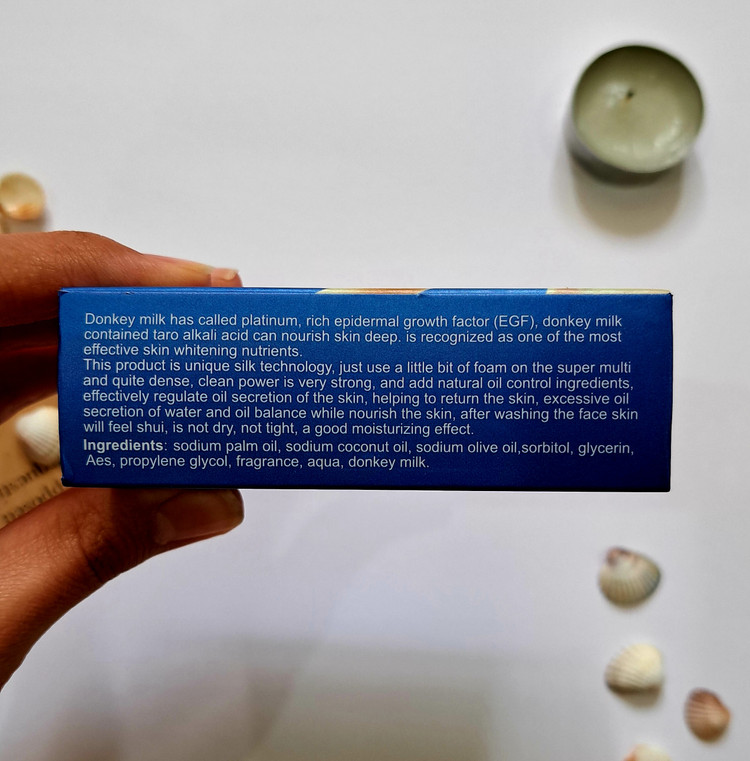 Donkey milk has called platinum, rich epidermal growth factor (EGF), donkey milk
contained taro alkali acid can nourish skin deep. is recognized as one of the most
effective skin whitening nutrients.
This product is unique silk technology, just use a little bit of foam on the super multi
and quite dense, clean power is very strong, and add natural oil control ingredients,
effectively regulate oil secretion of the skin, helping to return the skin, excessive oil
secretion of water and oil balance while nourish the skin, after washing the face skin
will feel shui, is not dry, not tight, a good moisturizing effect.
Ingredients: sodium palm oil, sodium coconut oil, sodium olive oil,sorbitol, glycerin,
Aes, propylene glycol, fragrance, aqua, donkey milk.